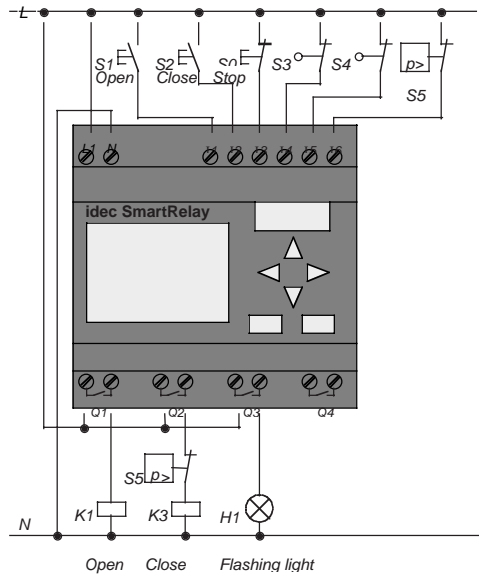 L
S1 S2 S0 S3 S4 p>
Open Close Stop
S5
L1 N I1 I2 I3 I4 I5 I6
idec SmartRelay
Q1 Q2 Q3 Q4
S5 p>
K1 K3 H1
N
Open Close Flashing light